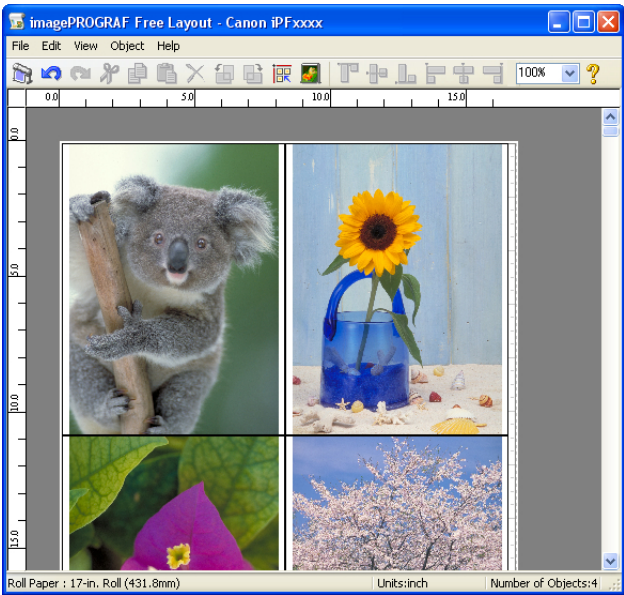 imagePROGRAF Free Layout - Canon iPFxxxx
File Edit View Object Help
100%
0.0 5.0 10.0 15.0
0.0
5.0
10.0
15.0
Roll Paper : 17-in. Roll (431.8mm) Units:inch Number of Objects:4